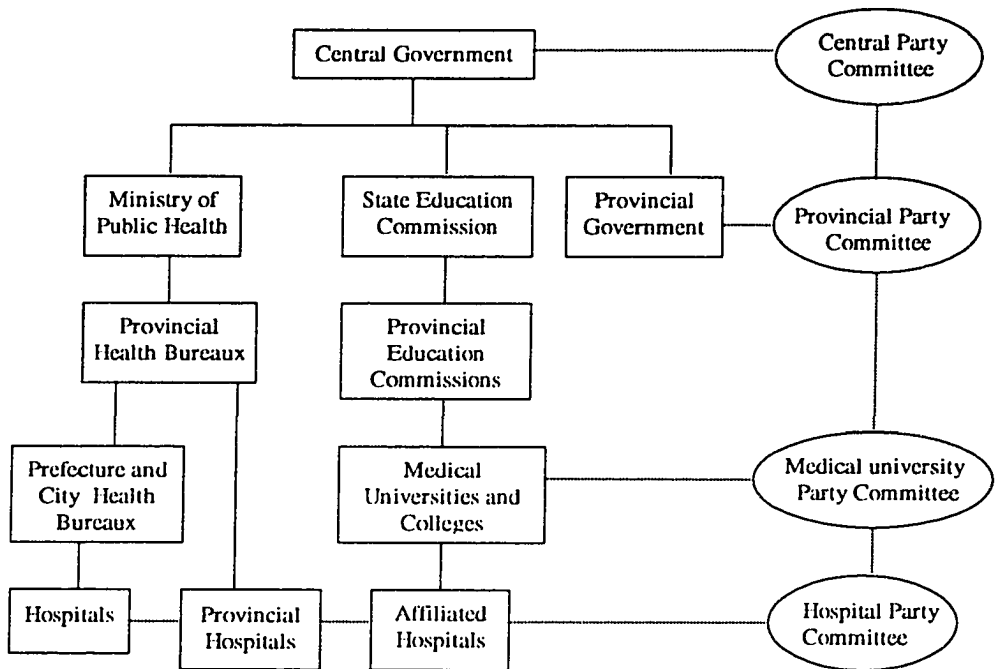 Central Government
Central Party
Committee
Ministry of
Public Health
State Education
Commission
Provincial
Government
Provincial Party
Committee
Provincial
Health Bureaux
Provincial
Education
Commissions
Prefecture and
City Health
Bureaux
Medical
Universities and
Colleges
Medical university
Party Committee
Hospitals
Provincial
Hospitals
Affiliated
Hospitals
Hospital Party
Committee